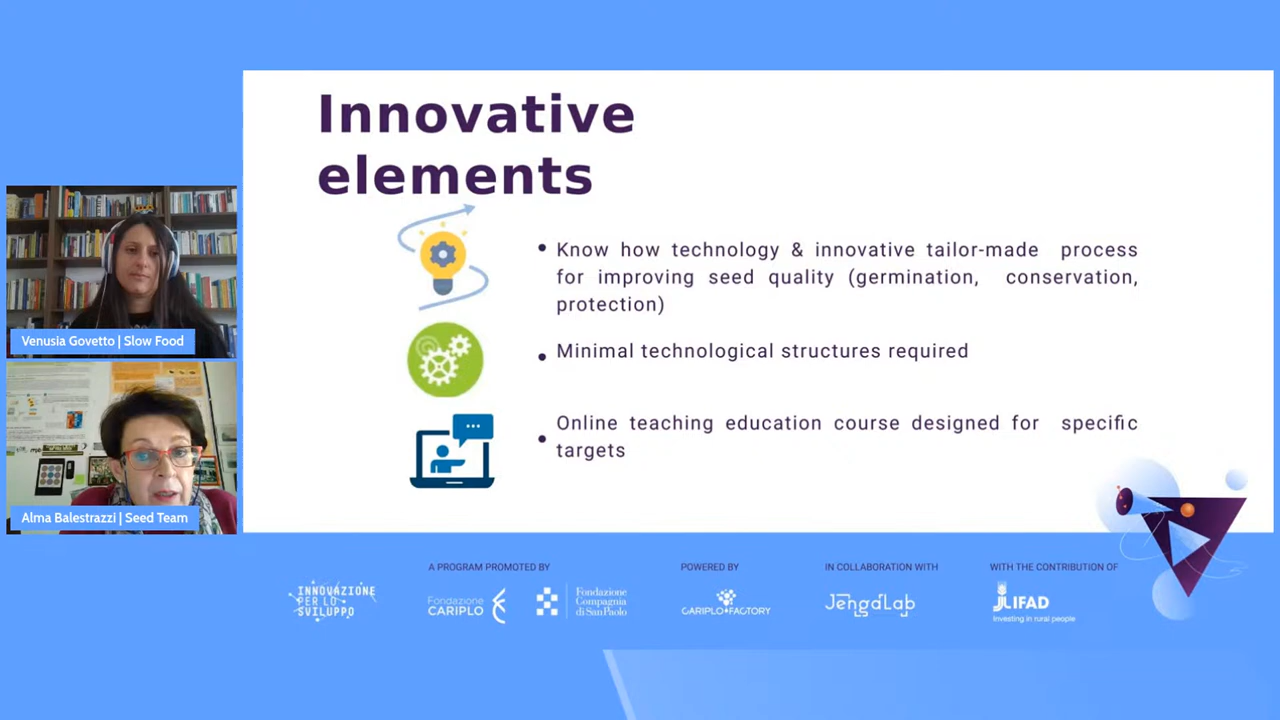 Innovative
elements
Know how technology & innovative tailor-made process
for improving seed quality (germination, conservation,
protection)
Minimal technological structures required
Online teaching education course designed for specific
targets
Venusia Govetto | Slow Food
Alma Balestrazzi | Seed Team
A PROGRAM PROMOTED BY
POWERED BY
IN COLLABORATION WITH
WITH THE CONTRIBUTION OF
INNOVAZIONE
PER LO
SVILUPPO
Fondazione
CARIPLO
Fondazione
Compagnia
di SanPaolo
CARIPLO FACTORY
JengaLab
JLIFAD
Investing in rural people